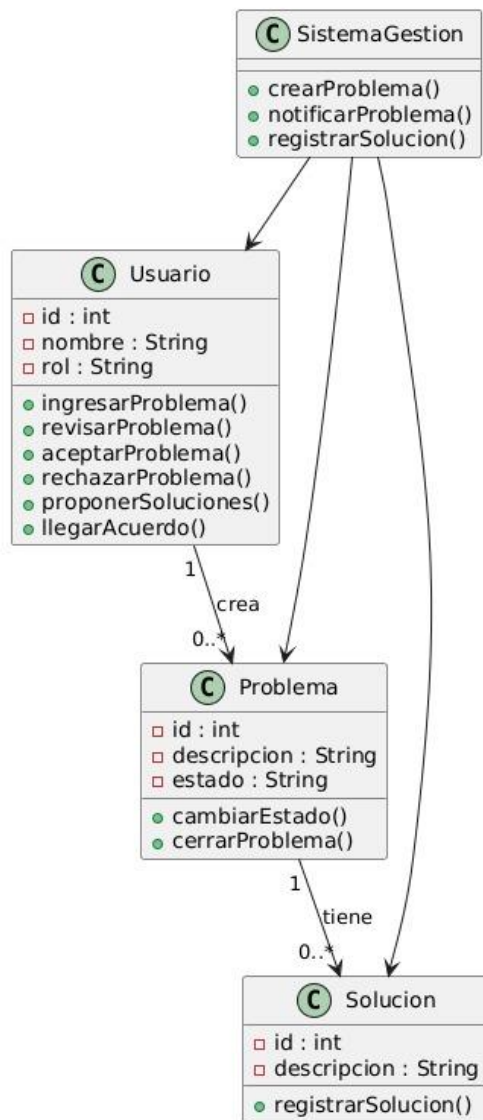 C SistemaGestion
crearProblema()
notificarProblema()
registrarSolucion()
C Usuario
id : int
nombre : String
rol : String
ingresarProblema()
revisarProblema()
aceptarProblema()
rechazarProblema()
proponerSoluciones()
llegarAcuerdo()
1
crea
0..*
C Problema
id : int
descripcion : String
estado : String
cambiarEstado()
cerrarProblema()
1
tiene
0..*
C Solucion
id : int
descripcion : String
registrarSolucion()